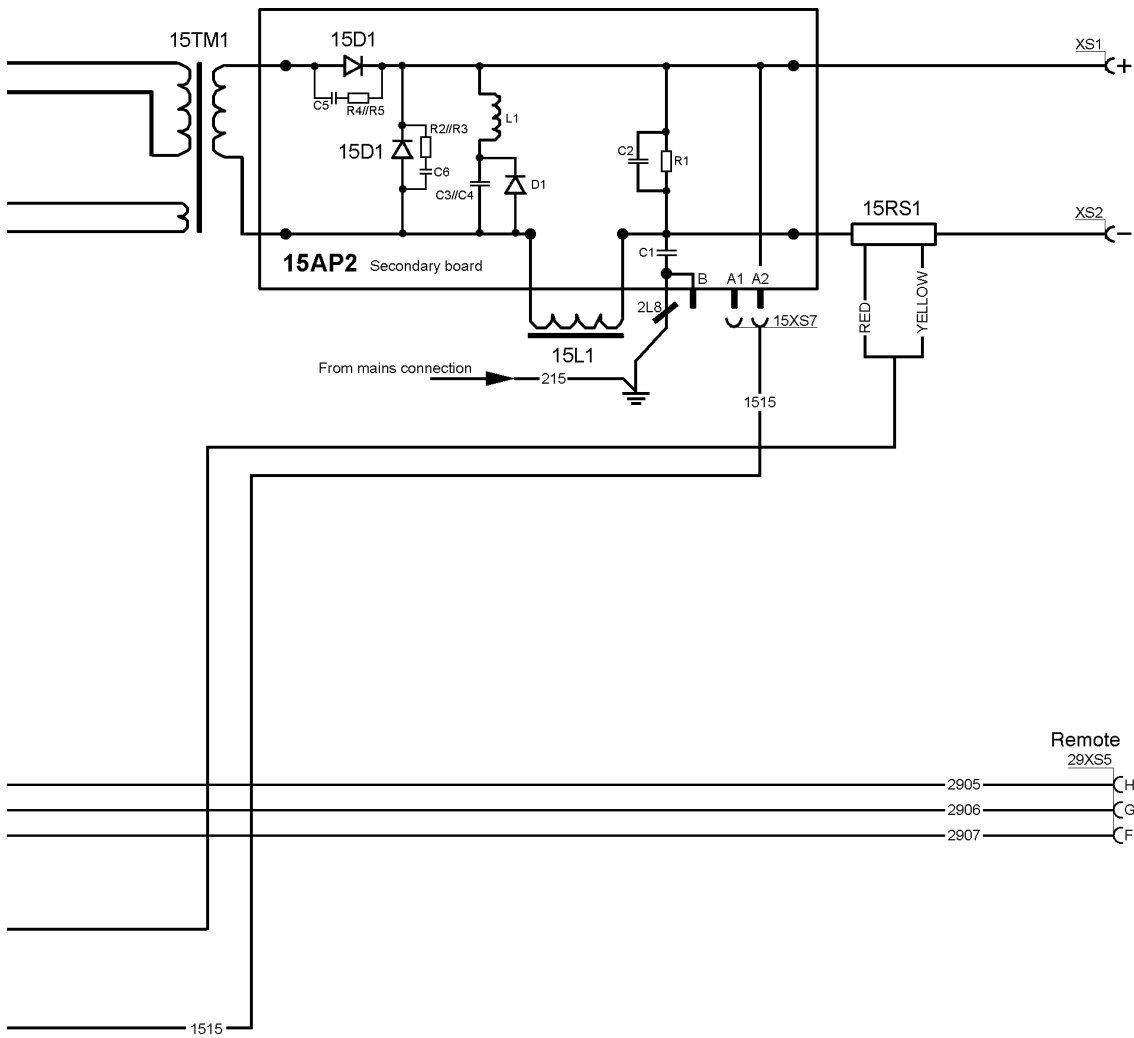 XS1
15TM1
15D1
+
C5
R4//R5
L1
R2//R3
15D1
C2
R1
C6
D1
C3//C4
15RS1
XS2
−
C1
15AP2 Secondary board
B A1 A2
RED
YELLOW
2L8
15XS7
15L1
From mains connection
215
1515
Remote
29XS5
2905 H
2906 G
2907 F
1515